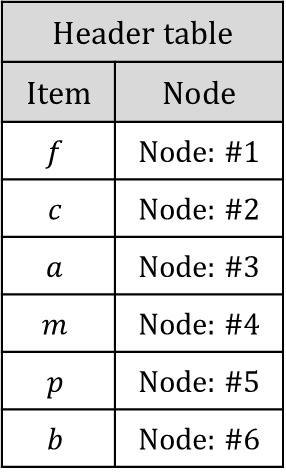 Header table
Item Node
f Node: #1
c Node: #2
a Node: #3
m Node: #4
p Node: #5
b Node: #6